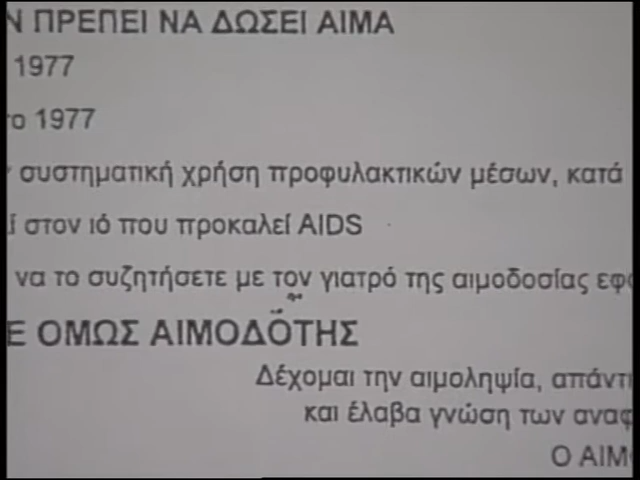 ΠΡΕΠΕΙ ΝΑ ΔΩΣΕΙ ΑΙΜΑ
1977
1977
συστηματική χρήση προφυλακτικών μέσων, κατά
στον ιό που προκαλεί AIDS
να το συζητήσετε με τον γιατρό της αιμοδοσίας
ΟΜΩΣ ΑΙΜΟΔΟΤΗΣ
Δέχομαι την αιμοληψία,
και έλαβα γνώση των
Ο